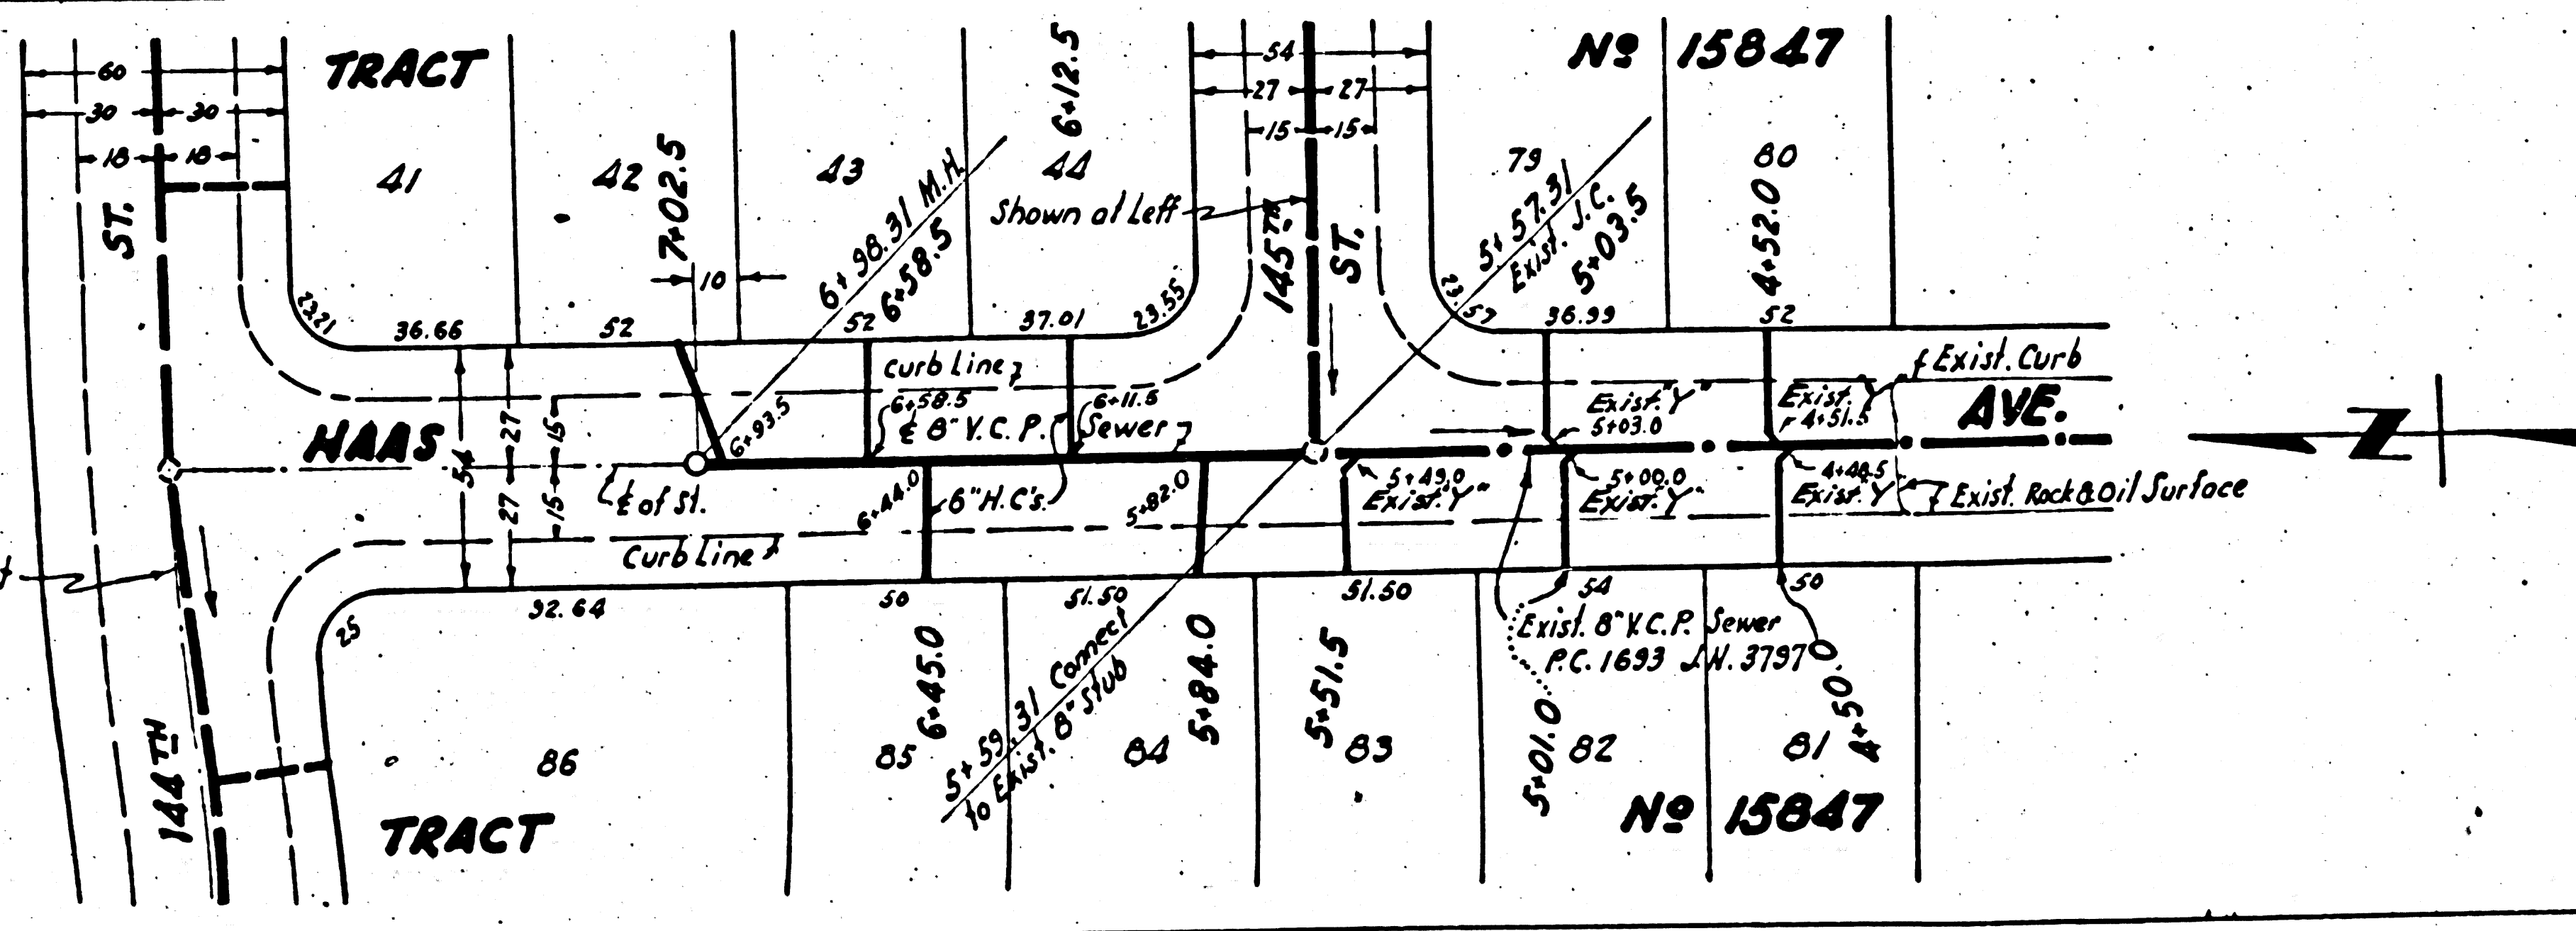 TRACT
Nº 15847
60
30 30
18 18
54
27 27
15 15
ST.
41
42
43
44
79
80
7+02.5
6+12.5
4+52.0
10
6+98.31 M.H.
6+58.5
Shown at Left
145TH ST.
5+57.31
Exist. J.C.
5+03.5
23.21
36.66
52
52
37.01
23.55
23.57
36.99
52
Curb Line
Exist. Curb
HAAS
AVE.
54
27
27
15
15
6+93.5
6+58.5
℄ 8" V.C.P.
6+11.5
Sewer
Exist. "Y"
5+03.0
Exist. "Y"
4+51.5
℄ of St.
6+44.0
6" H.C's.
5+82.0
5+49.0
Exist. "Y"
5+00.0
Exist. "Y"
4+48.5
Exist. "Y"
Exist. Rock & Oil Surface
Curb Line
25
92.64
50
51.50
51.50
54
50
Exist. 8" V.C.P. Sewer
P.C. 1693 J.N. 3797
6+45.0
5+59.31 Connect
to Exist. 8" Stub
5+84.0
5+51.5
5+01.0
4+50.0
144TH
86
85
84
83
82
81
TRACT
Nº 15847
Z